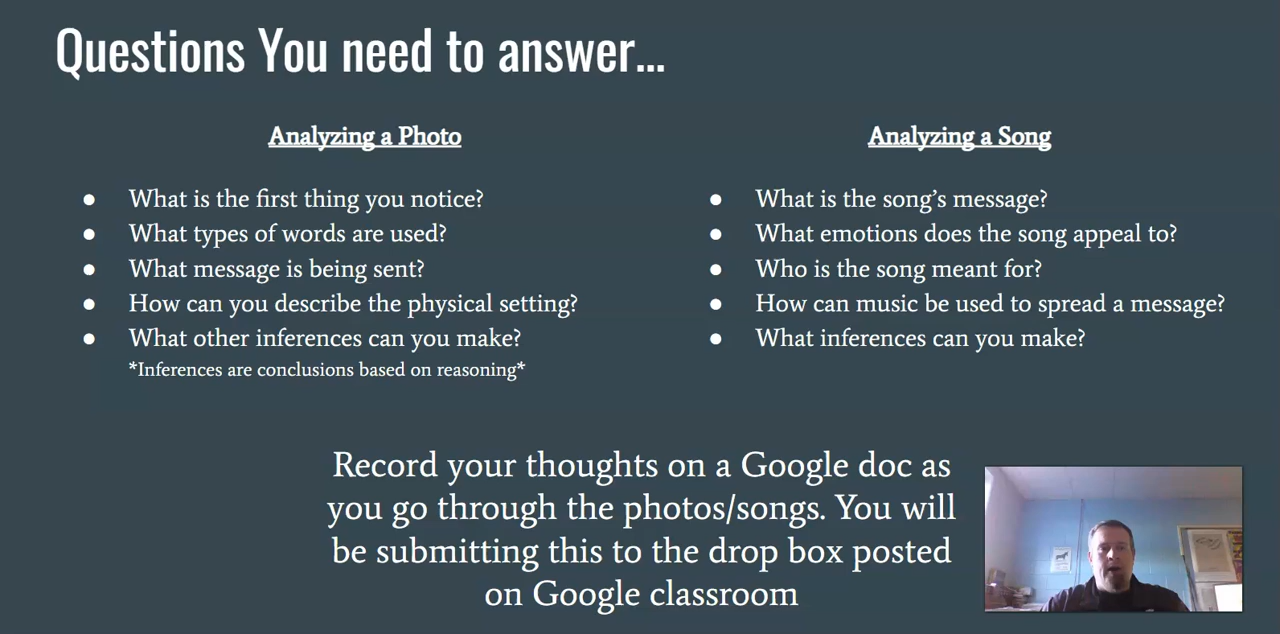 Questions You need to answer...
Analyzing a Photo
● What is the first thing you notice?
● What types of words are used?
● What message is being sent?
● How can you describe the physical setting?
● What other inferences can you make?
*Inferences are conclusions based on reasoning*
Analyzing a Song
● What is the song's message?
● What emotions does the song appeal to?
● Who is the song meant for?
● How can music be used to spread a message?
● What inferences can you make?
Record your thoughts on a Google doc as
you go through the photos/songs. You will
be submitting this to the drop box posted
on Google classroom